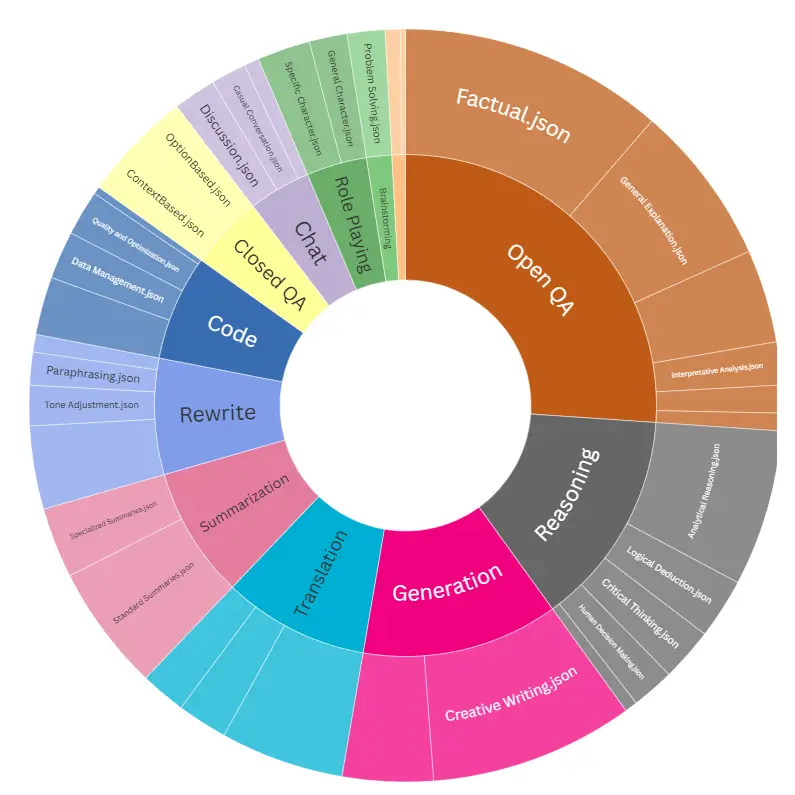 Factual.json
General Explanation.json
Interpretative Analysis.json
Open QA
Analytical Reasoning.json
Logical Deduction.json
Critical Thinking.json
Human Decision Making.json
Reasoning
Creative Writing.json
Generation
Translation
Standard Summaries.json
Specialized Summaries.json
Summarization
Tone Adjustment.json
Paraphrasing.json
Rewrite
Data Management.json
Quality and Optimization.json
Code
ContextBased.json
OptionBased.json
Closed QA
Discussion.json
Casual Conversation.json
Chat
Specific Character.json
General Character.json
Role Playing
Problem Solving.json
Brainstorming